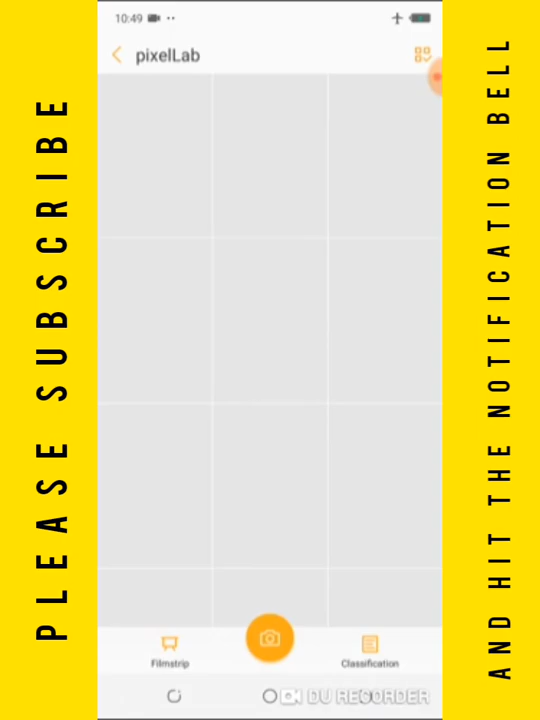 PLEASE SUBSCRIBE
10:49
pixelLab
Filmstrip
Classification
DU RECORDER
AND HIT THE NOTIFICATION BELL